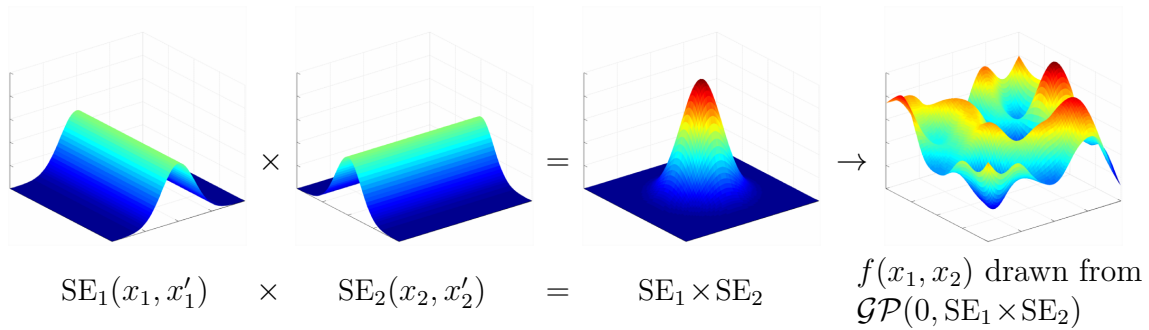 × = →
SE₁(x₁, x′₁) × SE₂(x₂, x′₂) = SE₁×SE₂ f(x₁, x₂) drawn from
𝒢𝒫(0, SE₁×SE₂)